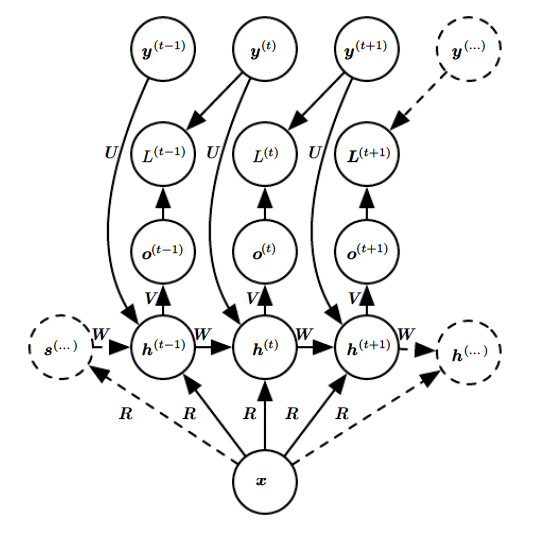 y^(t−1) y^(t) y^(t+1) y^(...)
U L^(t−1) U L^(t) U L^(t+1)
o^(t−1) o^(t) o^(t+1)
V V V
s^(...) W h^(t−1) W h^(t) W h^(t+1) W h^(...)
R R R R R
x